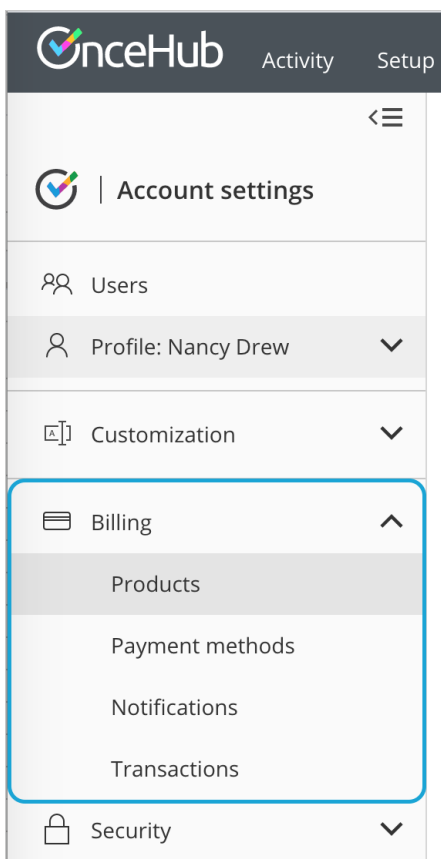 OnceHub Activity Setup
Account settings
Users
Profile: Nancy Drew
Customization
Billing
Products
Payment methods
Notifications
Transactions
Security